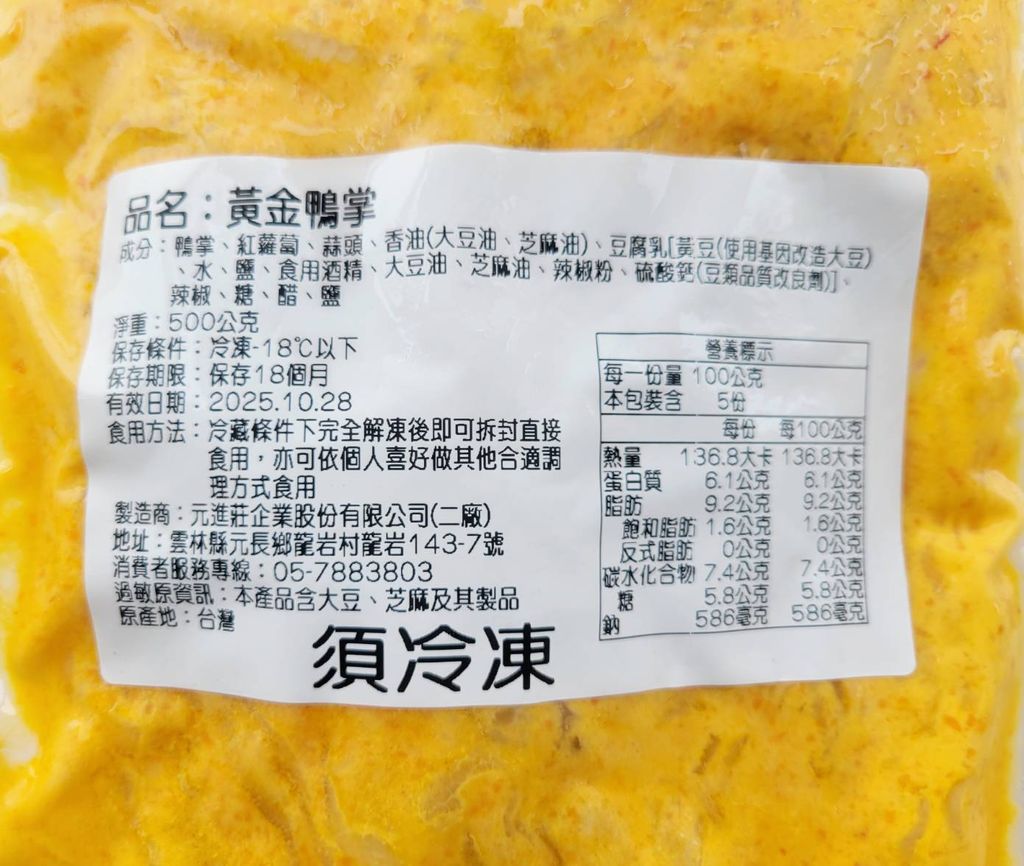 品名：黃金鴨掌
成分：鴨掌、紅蘿蔔、蒜頭、香油(大豆油、芝麻油)、豆腐乳[黃豆(使用基因改造大豆)
、水、鹽、食用酒精、大豆油、芝麻油、辣椒粉、硫酸鈣(豆類品質改良劑)]、
辣椒、糖、醋、鹽
淨重：500公克
保存條件：冷凍-18℃以下
保存期限：保存18個月
有效日期：2025.10.28
食用方法：冷藏條件下完全解凍後即可拆封直接
食用，亦可依個人喜好做其他合適調
理方式食用
製造商：元進莊企業股份有限公司(二廠)
地址：雲林縣元長鄉龍岩村龍岩143-7號
消費者服務專線：05-7883803
過敏原資訊：本產品含大豆、芝麻及其製品
原產地：台灣
須冷凍
營養標示
每一份量 100公克
本包裝含 5份
每份 每100公克
熱量 136.8大卡 136.8大卡
蛋白質 6.1公克 6.1公克
脂肪 9.2公克 9.2公克
飽和脂肪 1.6公克 1.6公克
反式脂肪 0公克 0公克
碳水化合物 7.4公克 7.4公克
糖 5.8公克 5.8公克
鈉 586毫克 586毫克